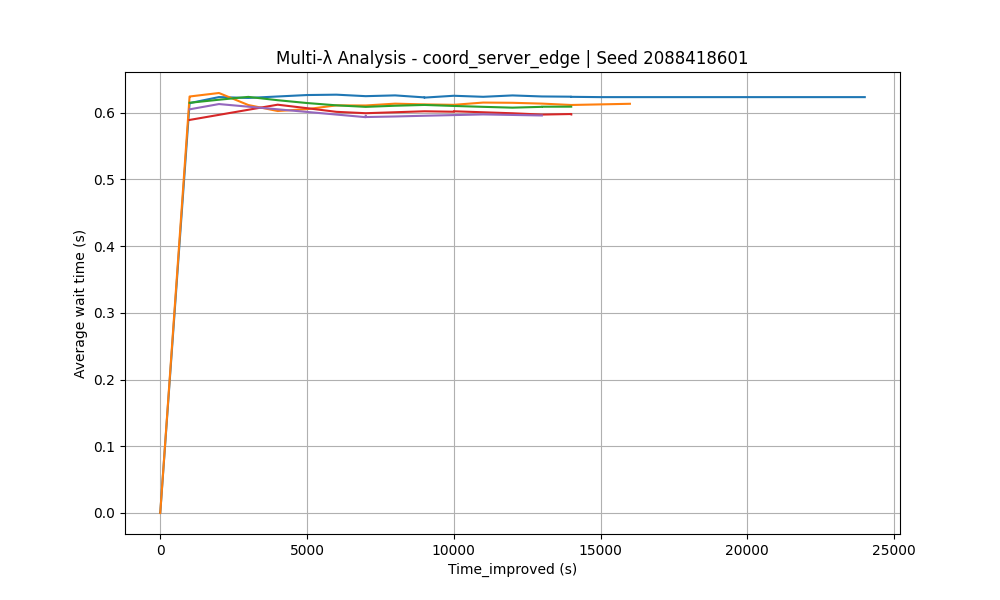 Multi-λ Analysis - coord_server_edge | Seed 2088418601
Average wait time (s)
0.6
0.5
0.4
0.3
0.2
0.1
0.0
0 5000 10000 15000 20000 25000
Time_improved (s)